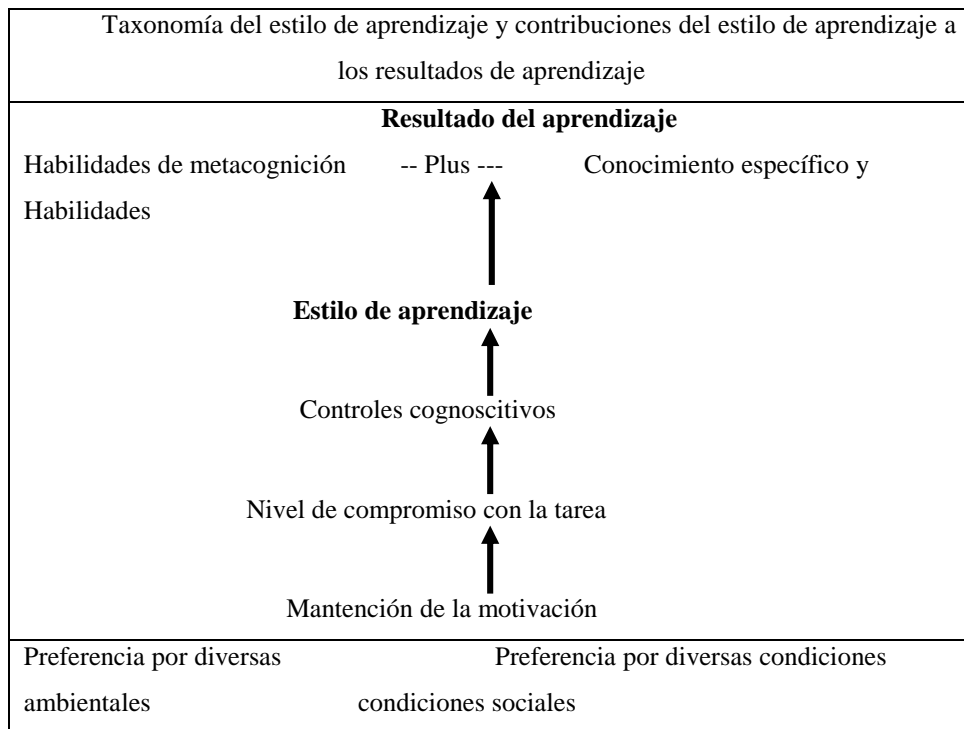 Taxonomía del estilo de aprendizaje y contribuciones del estilo de aprendizaje a
los resultados de aprendizaje
Resultado del aprendizaje
Habilidades de metacognición -- Plus --- Conocimiento específico y
Habilidades
Estilo de aprendizaje
Controles cognoscitivos
Nivel de compromiso con la tarea
Mantención de la motivación
Preferencia por diversas Preferencia por diversas condiciones
ambientales condiciones sociales